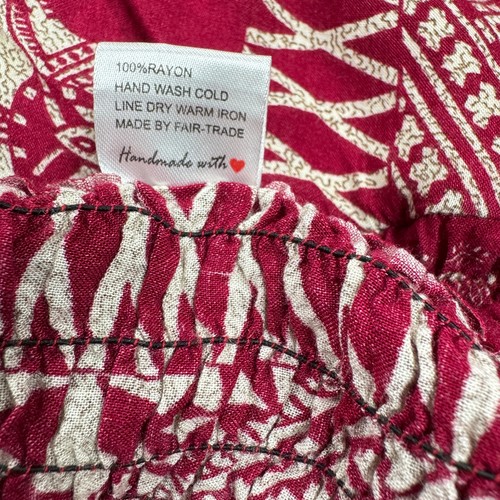 100%RAYON
HAND WASH COLD
LINE DRY WARM IRON
MADE BY FAIR-TRADE
Handmade with ❤